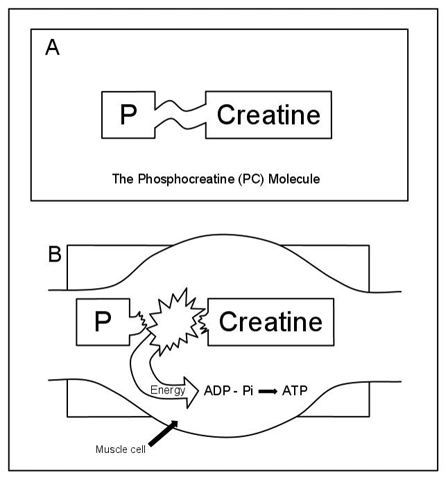 A
P
Creatine
The Phosphocreatine (PC) Molecule
B
P
Creatine
Energy
ADP - Pi → ATP
Muscle cell